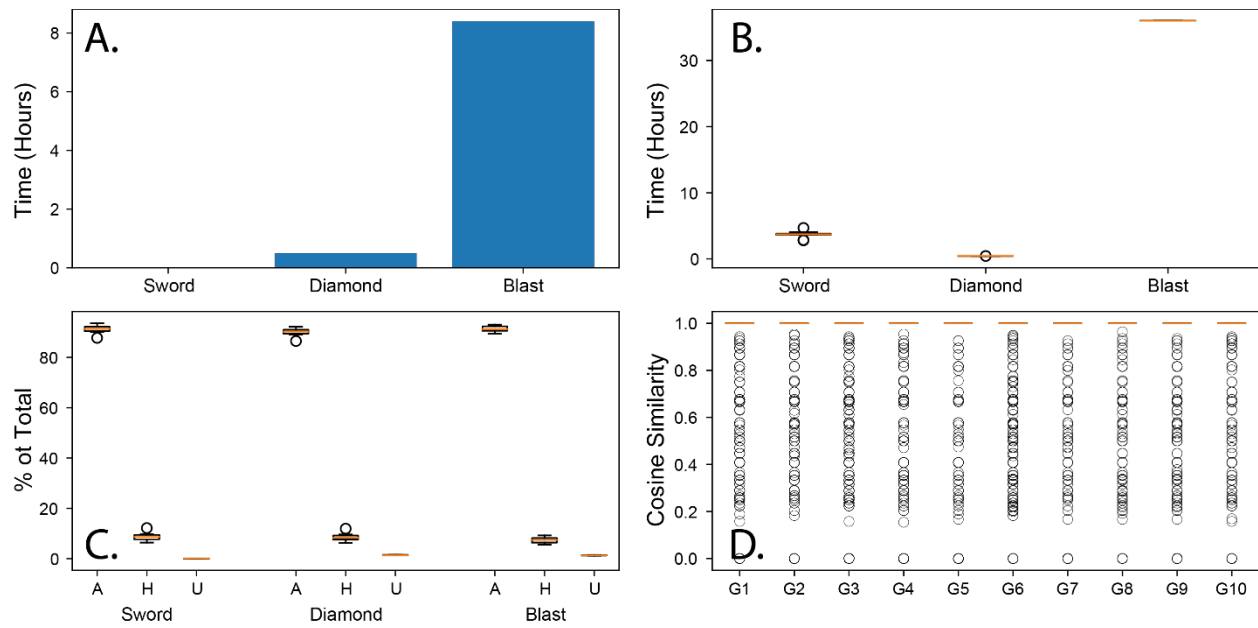 A.
Time (Hours)
8
6
4
2
0
Sword Diamond Blast
B.
Time (Hours)
30
20
10
0
Sword Diamond Blast
C.
% ot Total
80
60
40
20
0
A H U A H U A H U
Sword Diamond Blast
D.
Cosine Similarity
1.0
0.8
0.6
0.4
0.2
0.0
G1 G2 G3 G4 G5 G6 G7 G8 G9 G10